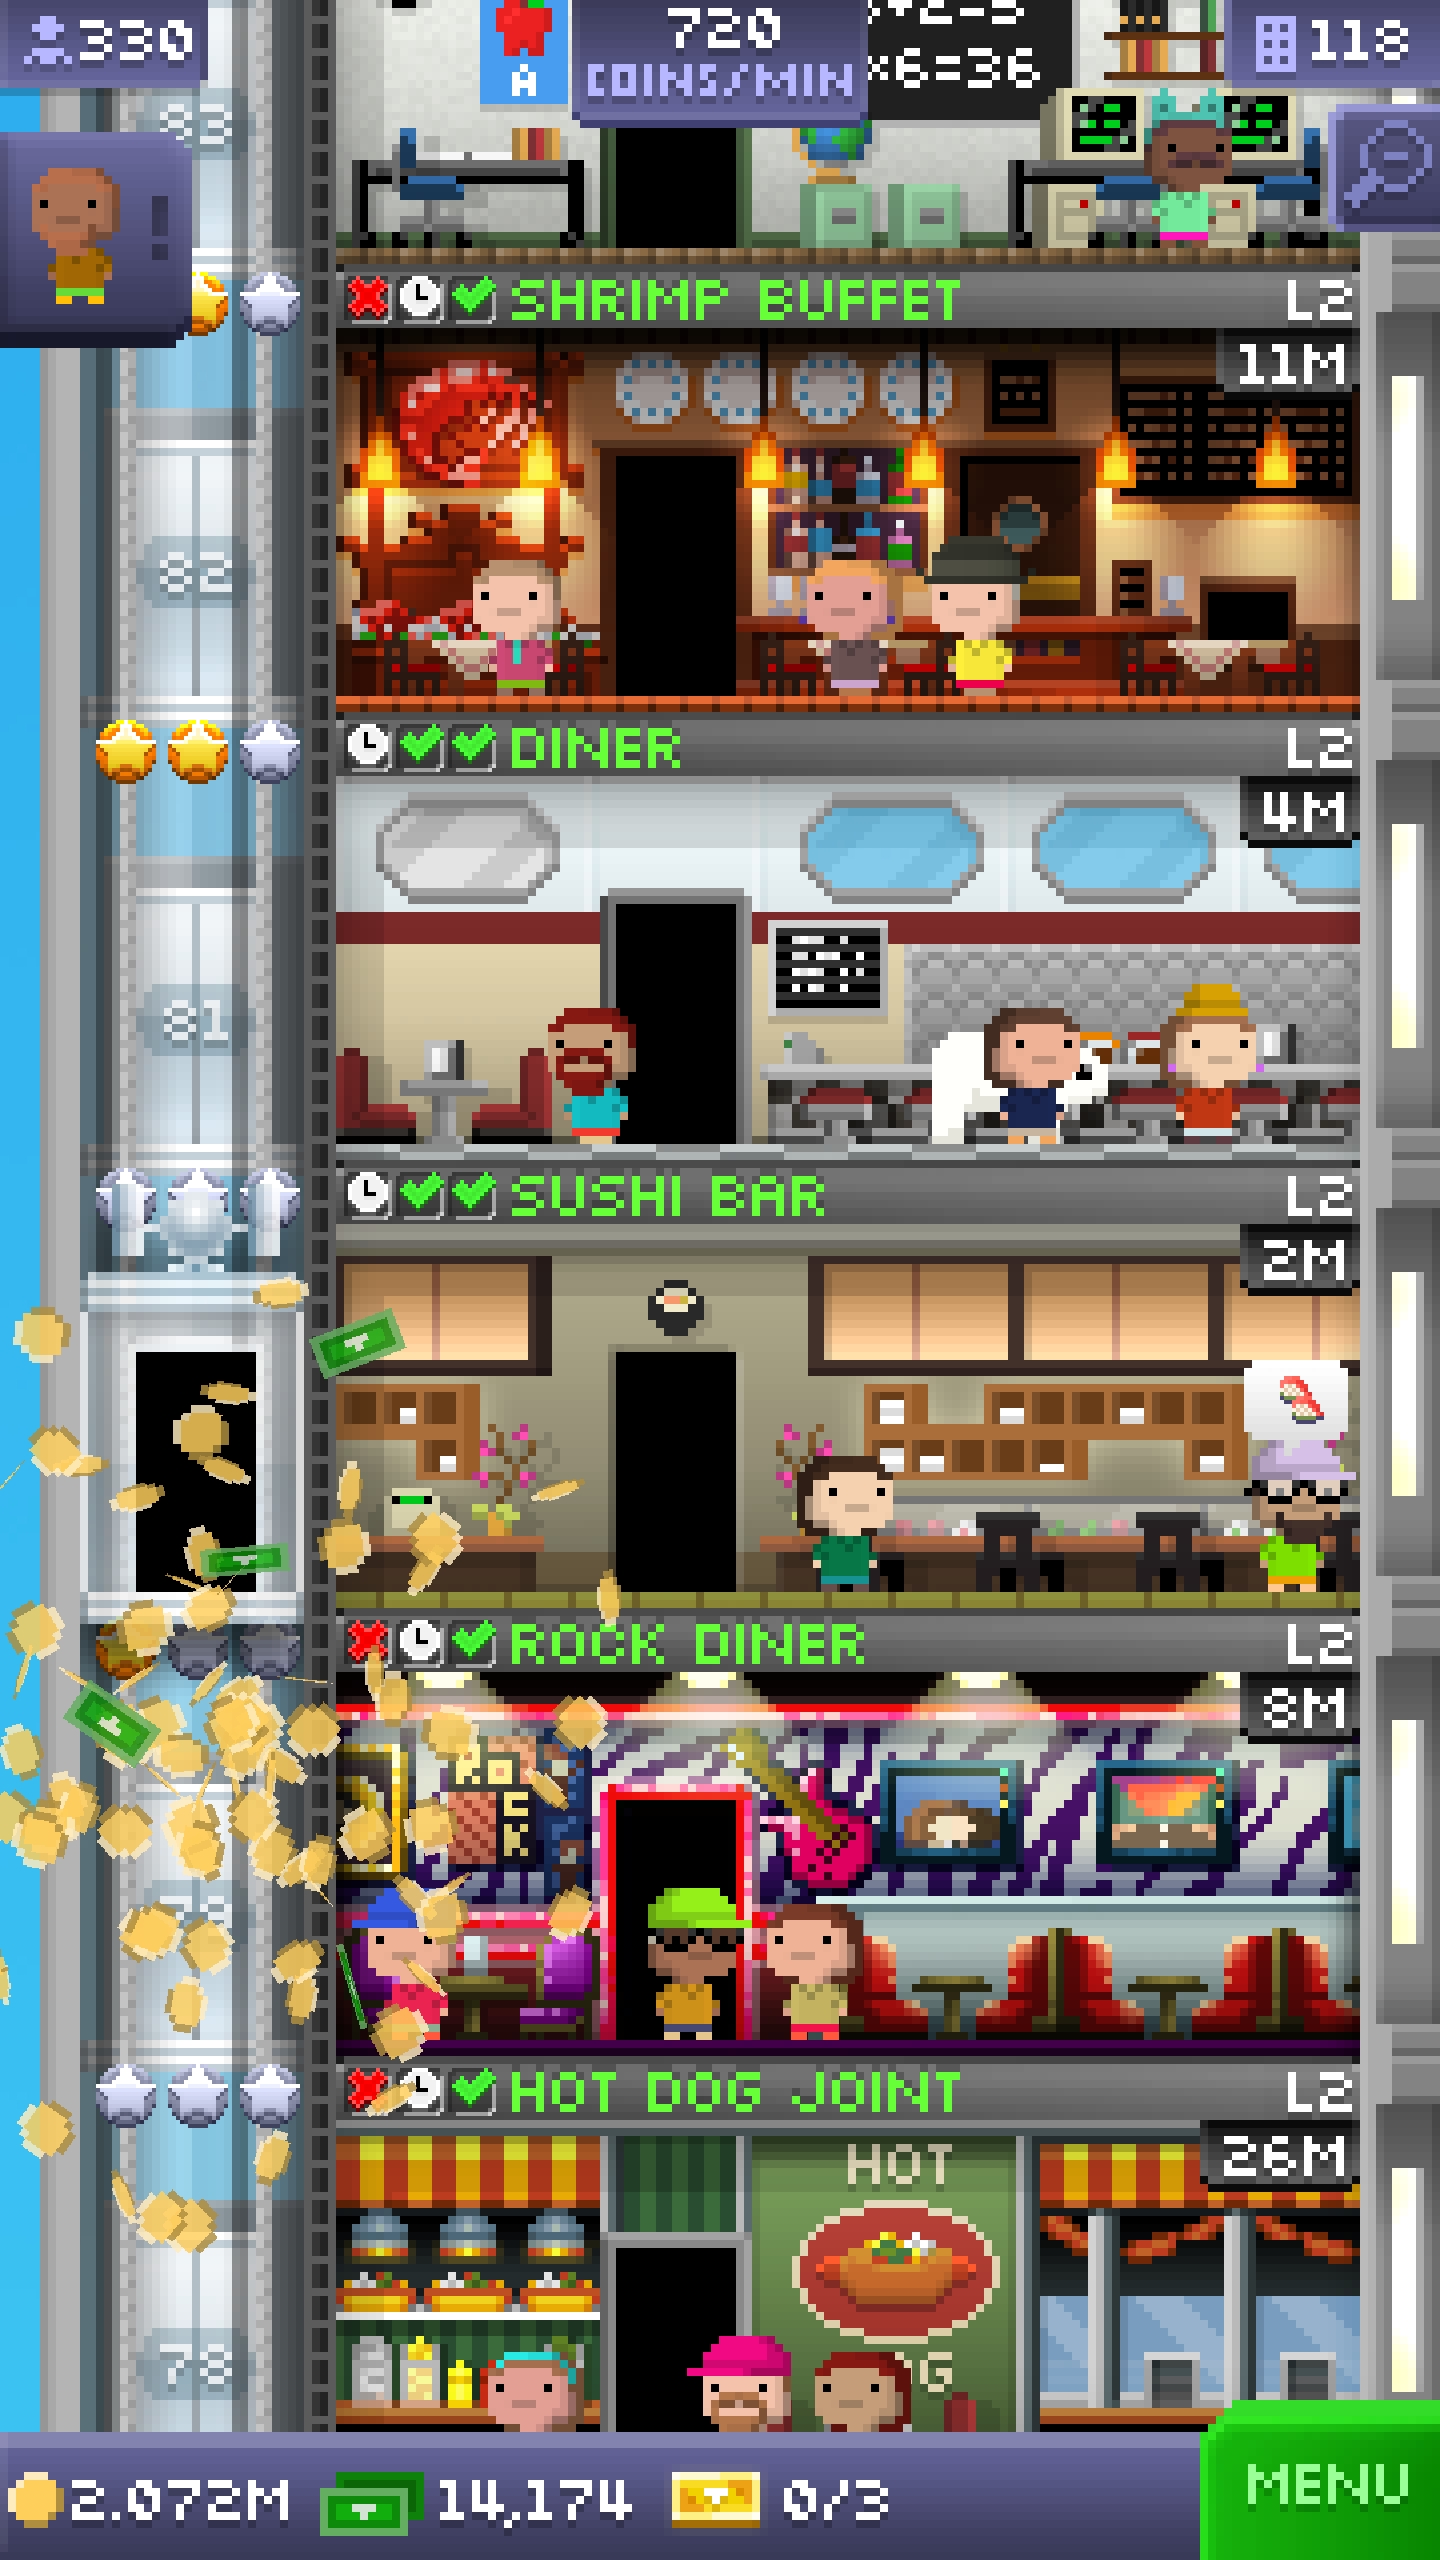 330
720
COINS/MIN
118
A
×6=36
83
SHRIMP BUFFET L2
11M
82
DINER L2
4M
81
SUSHI BAR L2
2M
ROCK DINER L2
8M
HOT DOG JOINT L2
26M
HOT
78
2.072M 14,174 0/3 MENU